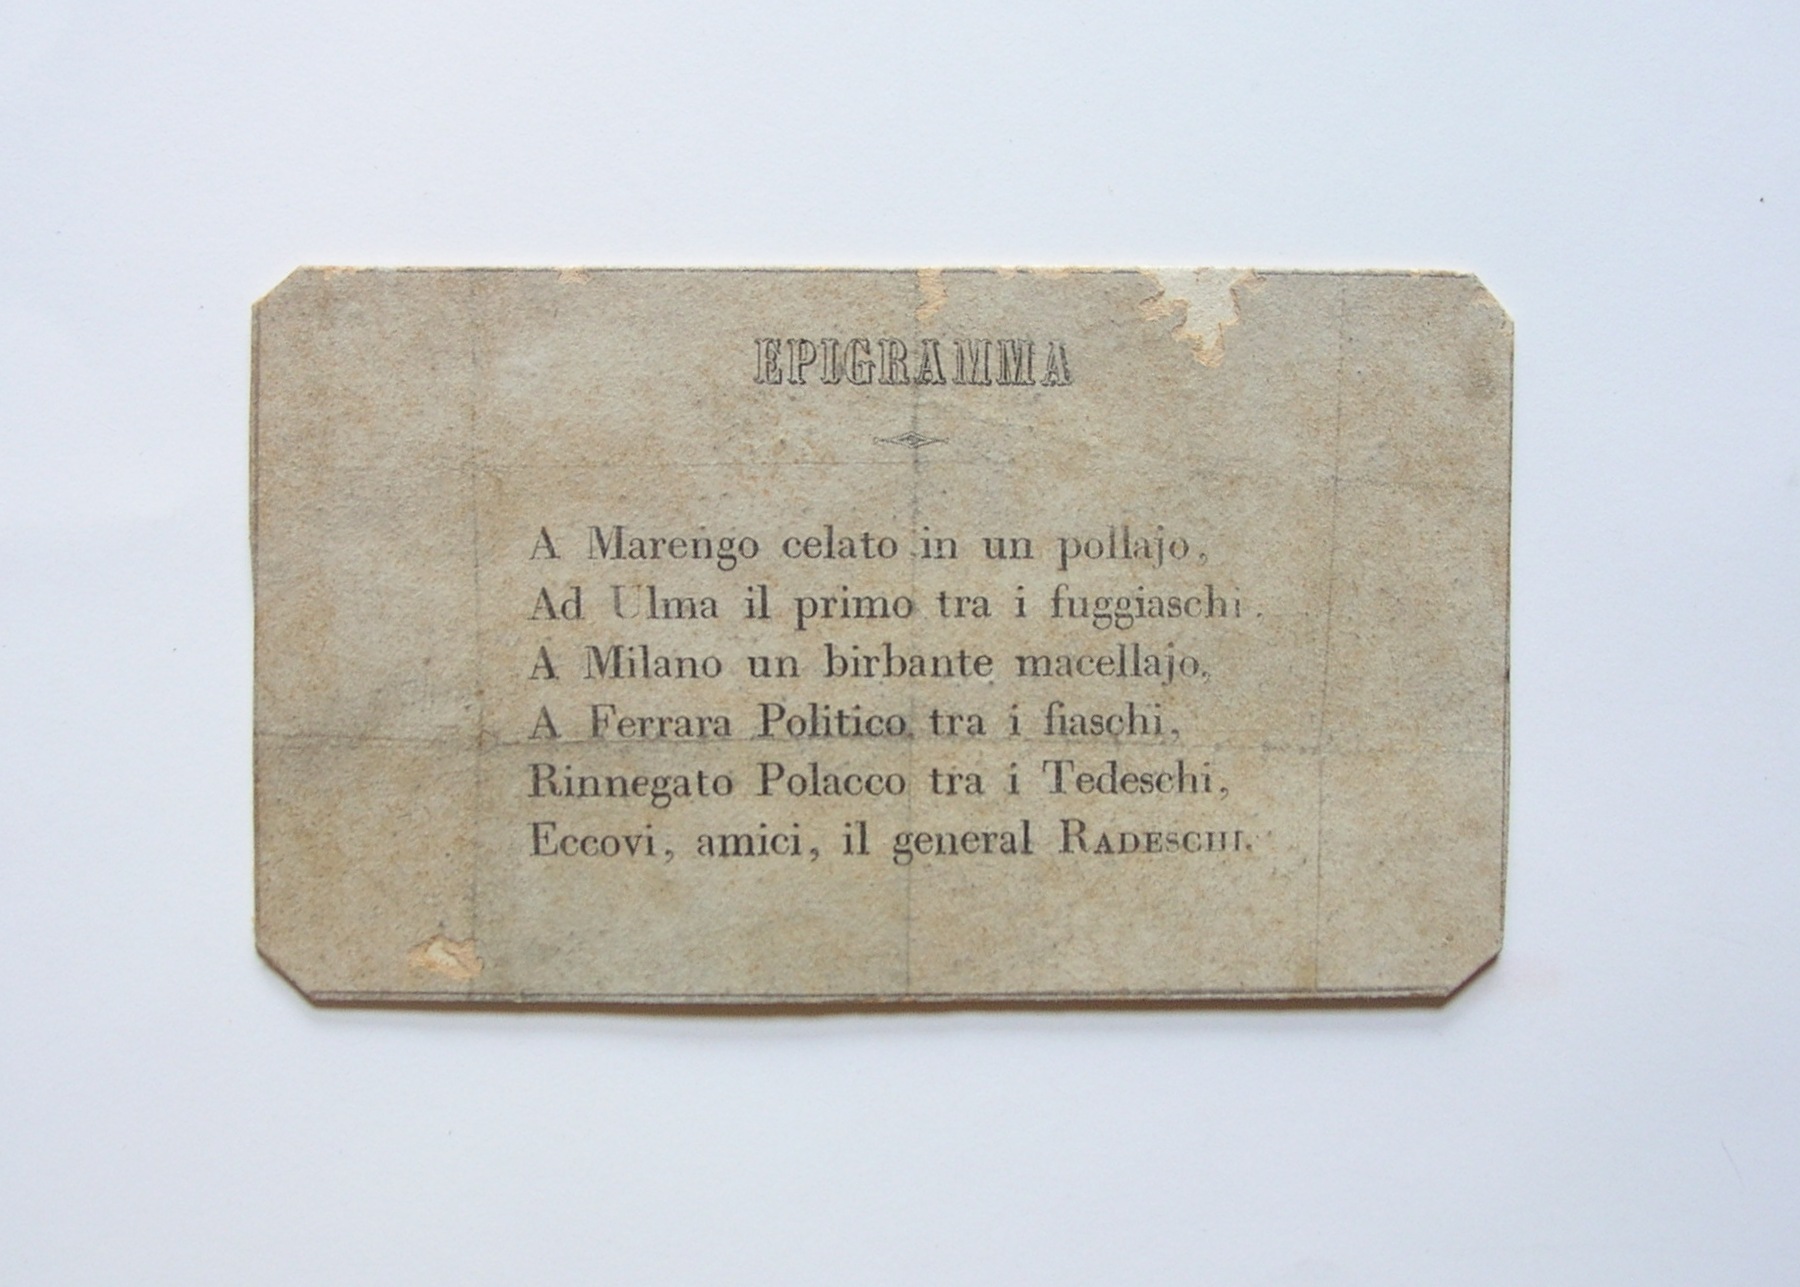 EPIGRAMMA
A Marengo celato in un pollajo,
Ad Ulma il primo tra i fuggiaschi.
A Milano un birbante macellajo,
A Ferrara Politico tra i fiaschi,
Rinnegato Polacco tra i Tedeschi,
Eccovi, amici, il general RADESCHI.